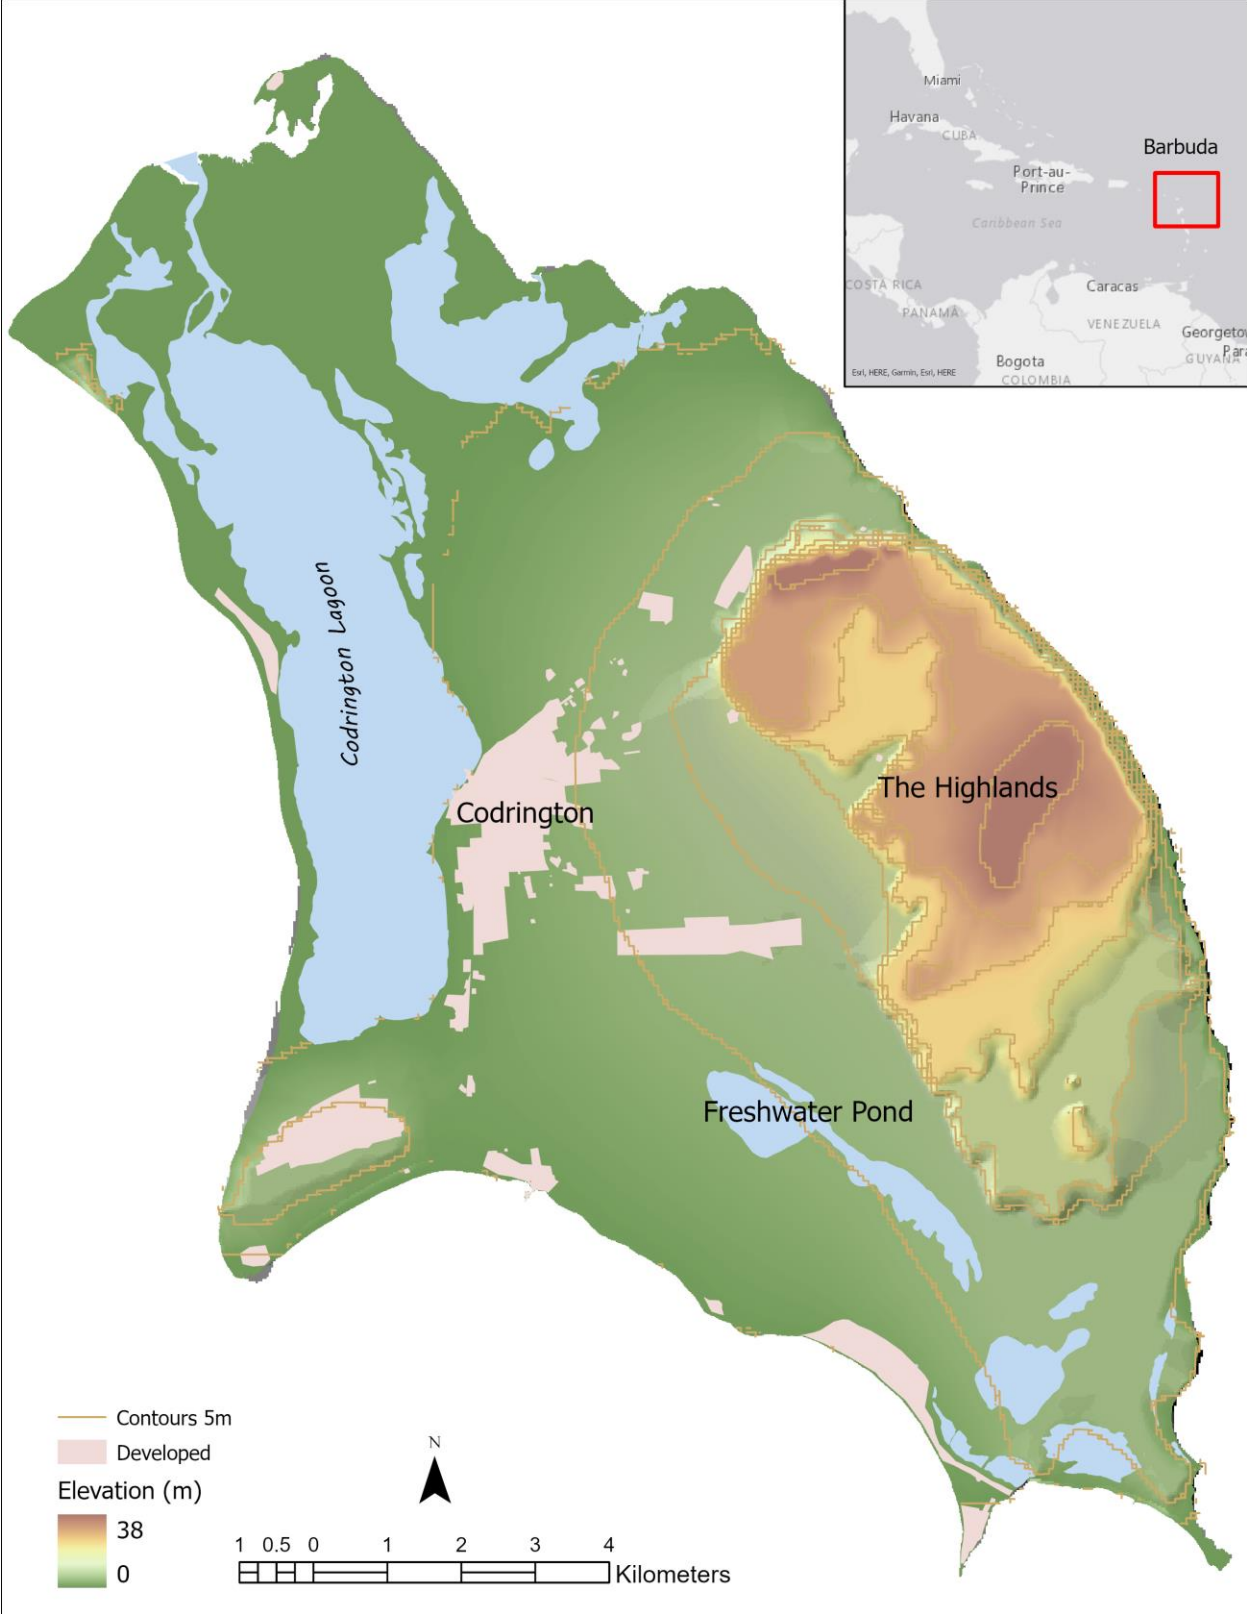 Miami
Havana
CUBA
Barbuda
Port-au-
Prince
Caribbean Sea
COSTA RICA
Caracas
PANAMA
VENEZUELA
Georgetow
Para
GUYANA
Bogota
COLOMBIA
Esri, HERE, Garmin, Esri, HERE
Codrington Lagoon
The Highlands
Codrington
Freshwater Pond
Contours 5m
Developed
Elevation (m)
38
0
N
1 0.5 0 1 2 3 4
Kilometers